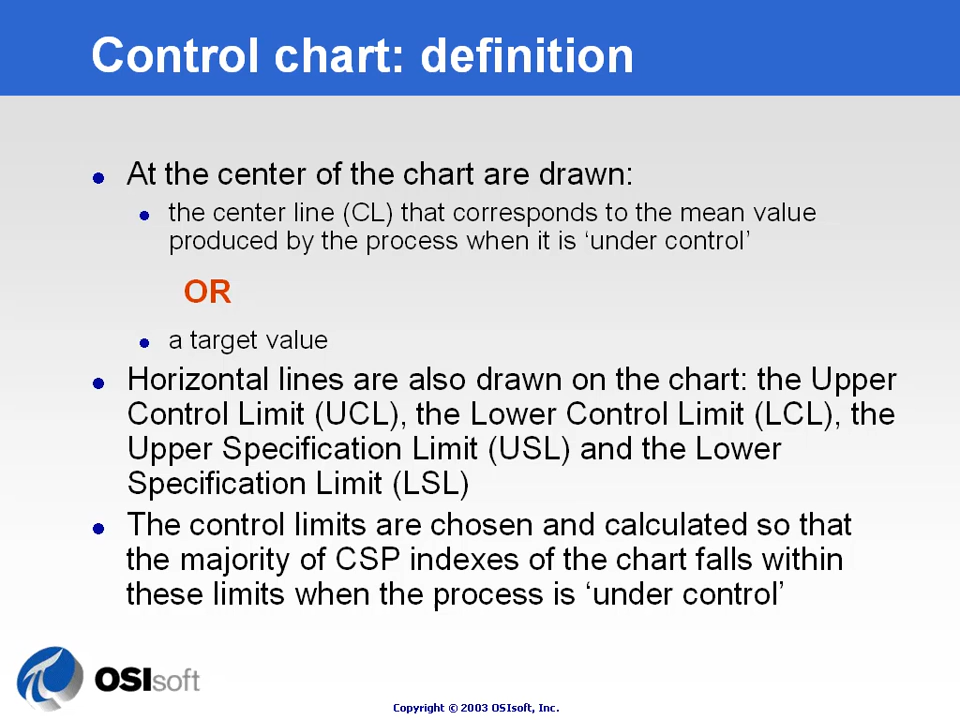 Control chart: definition
At the center of the chart are drawn:
the center line (CL) that corresponds to the mean value
produced by the process when it is ‘under control’
OR
a target value
Horizontal lines are also drawn on the chart: the Upper
Control Limit (UCL), the Lower Control Limit (LCL), the
Upper Specification Limit (USL) and the Lower
Specification Limit (LSL)
The control limits are chosen and calculated so that
the majority of CSP indexes of the chart falls within
these limits when the process is ‘under control’
OSIsoft
Copyright © 2003 OSIsoft, Inc.